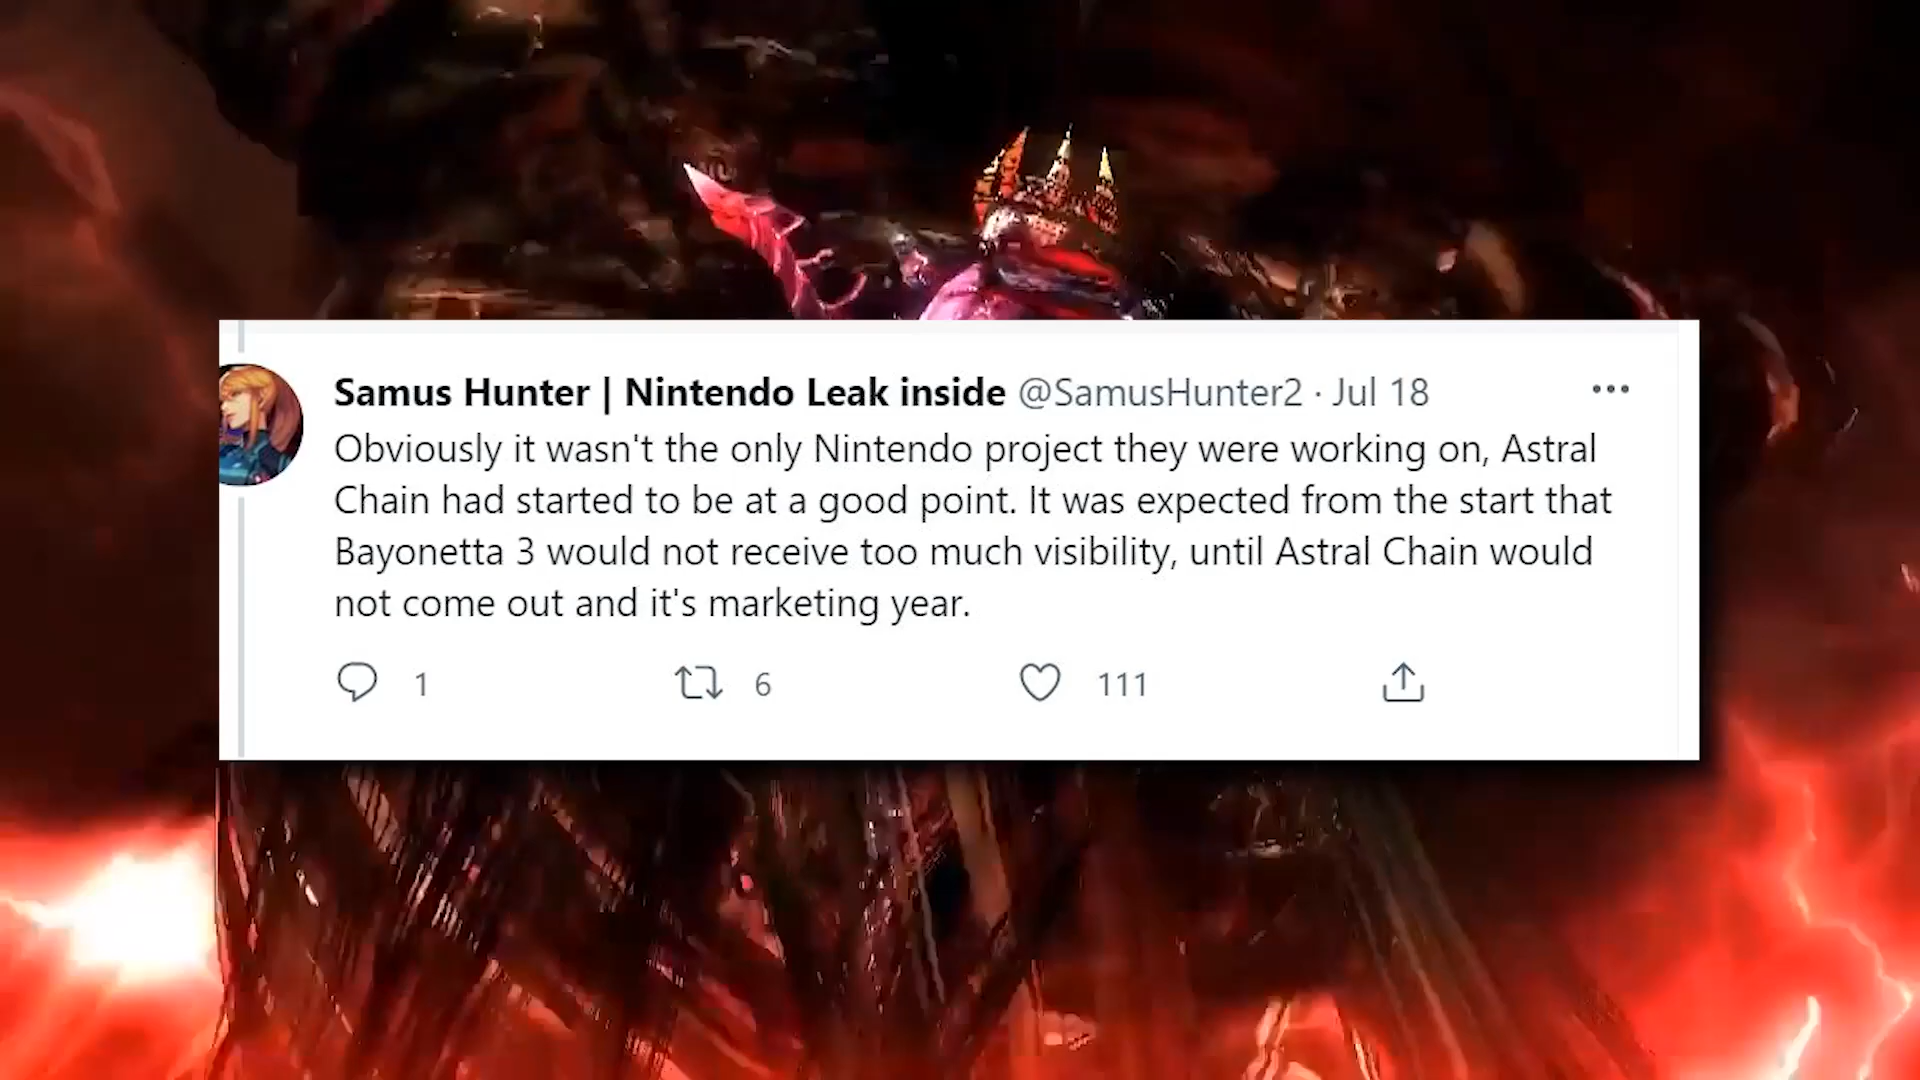 Samus Hunter | Nintendo Leak inside @SamusHunter2 · Jul 18
Obviously it wasn't the only Nintendo project they were working on, Astral
Chain had started to be at a good point. It was expected from the start that
Bayonetta 3 would not receive too much visibility, until Astral Chain would
not come out and it's marketing year.
1 6 111